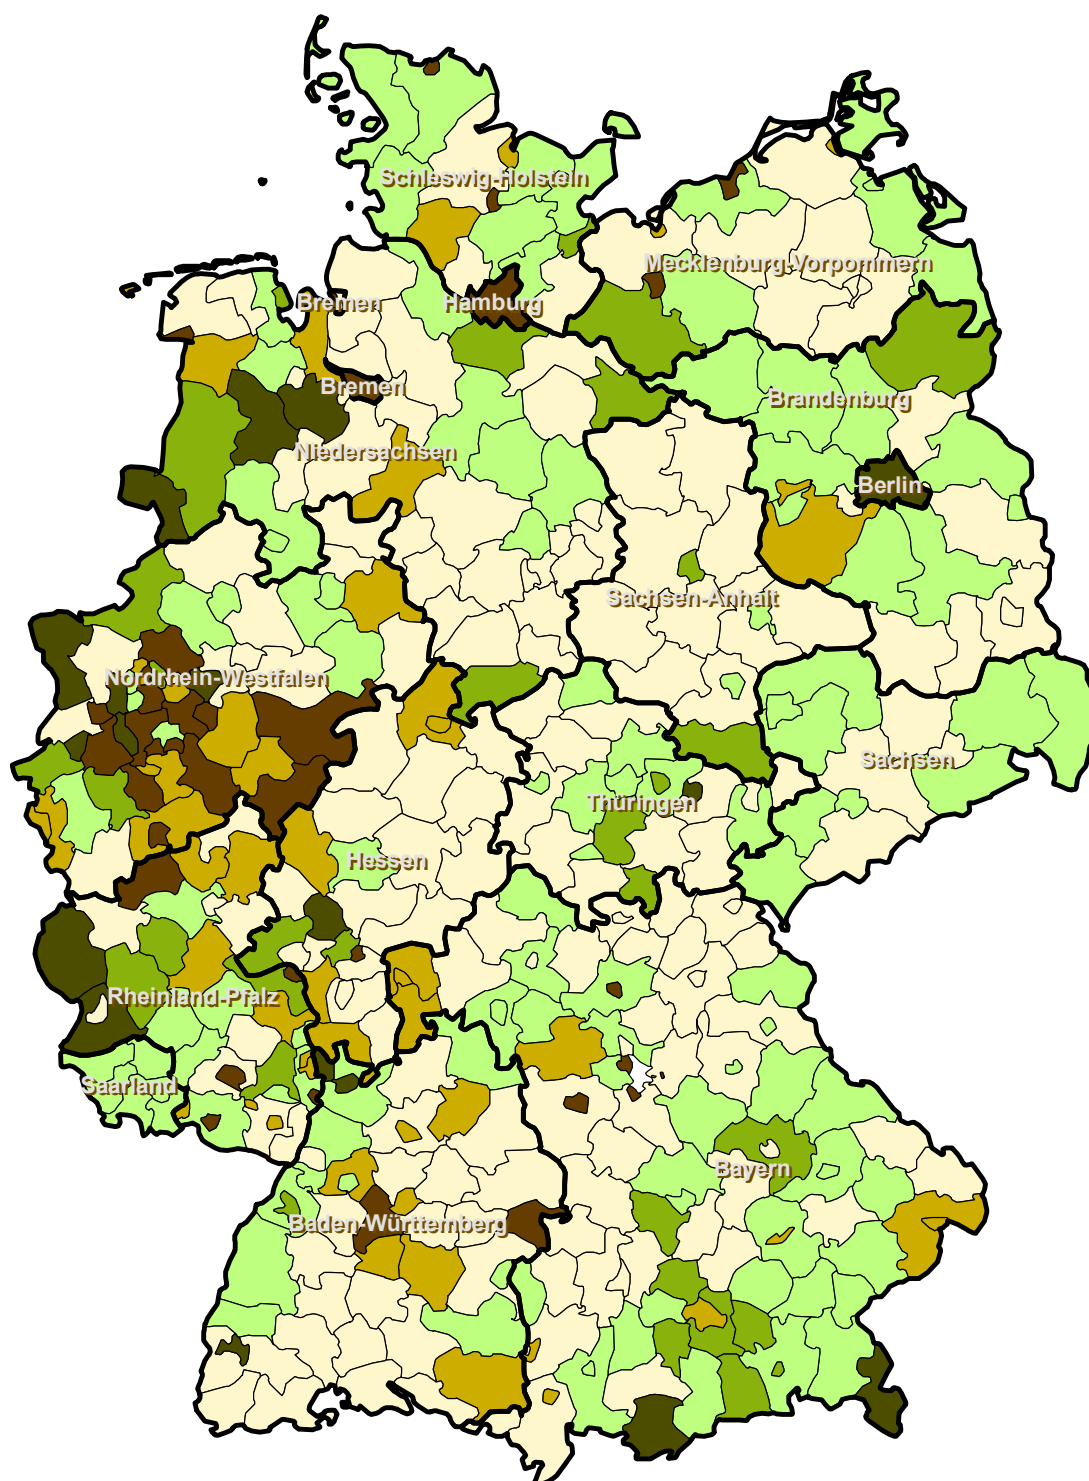 Schleswig-Holstein
Mecklenburg-Vorpommern
Bremen
Hamburg
Bremen
Brandenburg
Niedersachsen
Berlin
Sachsen-Anhalt
Nordrhein-Westfalen
Sachsen
Thüringen
Hessen
Rheinland-Pfalz
Saarland
Bayern
Baden-Württemberg